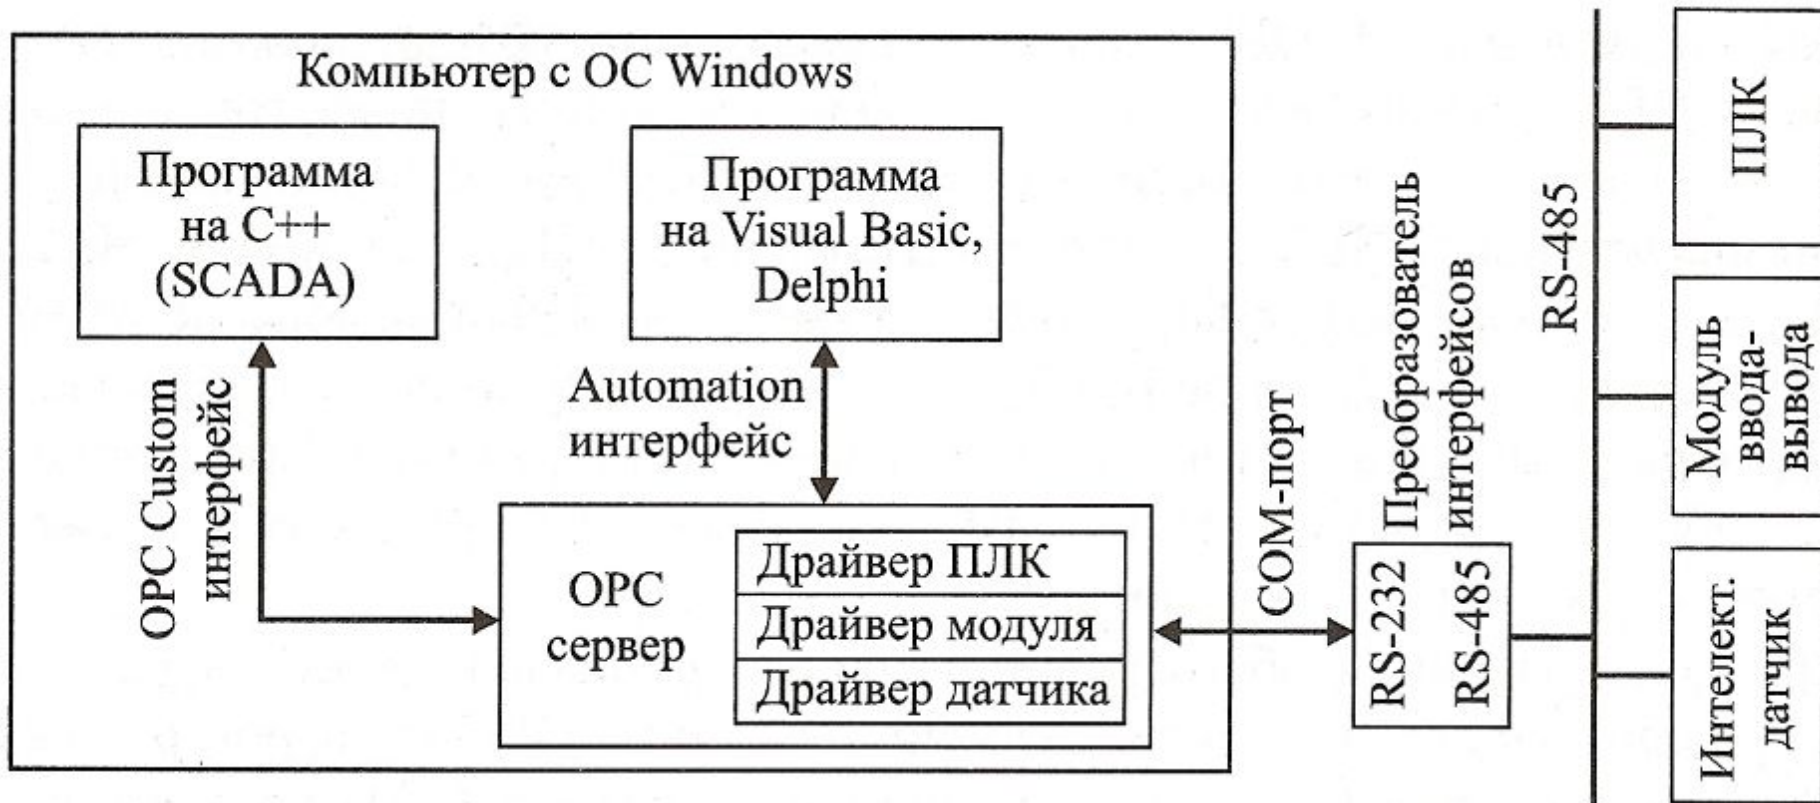 Компьютер с ОС Windows
Программа
на C++
(SCADA)
Программа
на Visual Basic,
Delphi
OPC Custom
интерфейс
Automation
интерфейс
OPC
сервер
Драйвер ПЛК
Драйвер модуля
Драйвер датчика
COM-порт
Преобразователь
интерфейсов
RS-232
RS-485
RS-485
ПЛК
Модуль
ввода-
вывода
Интелект.
датчик